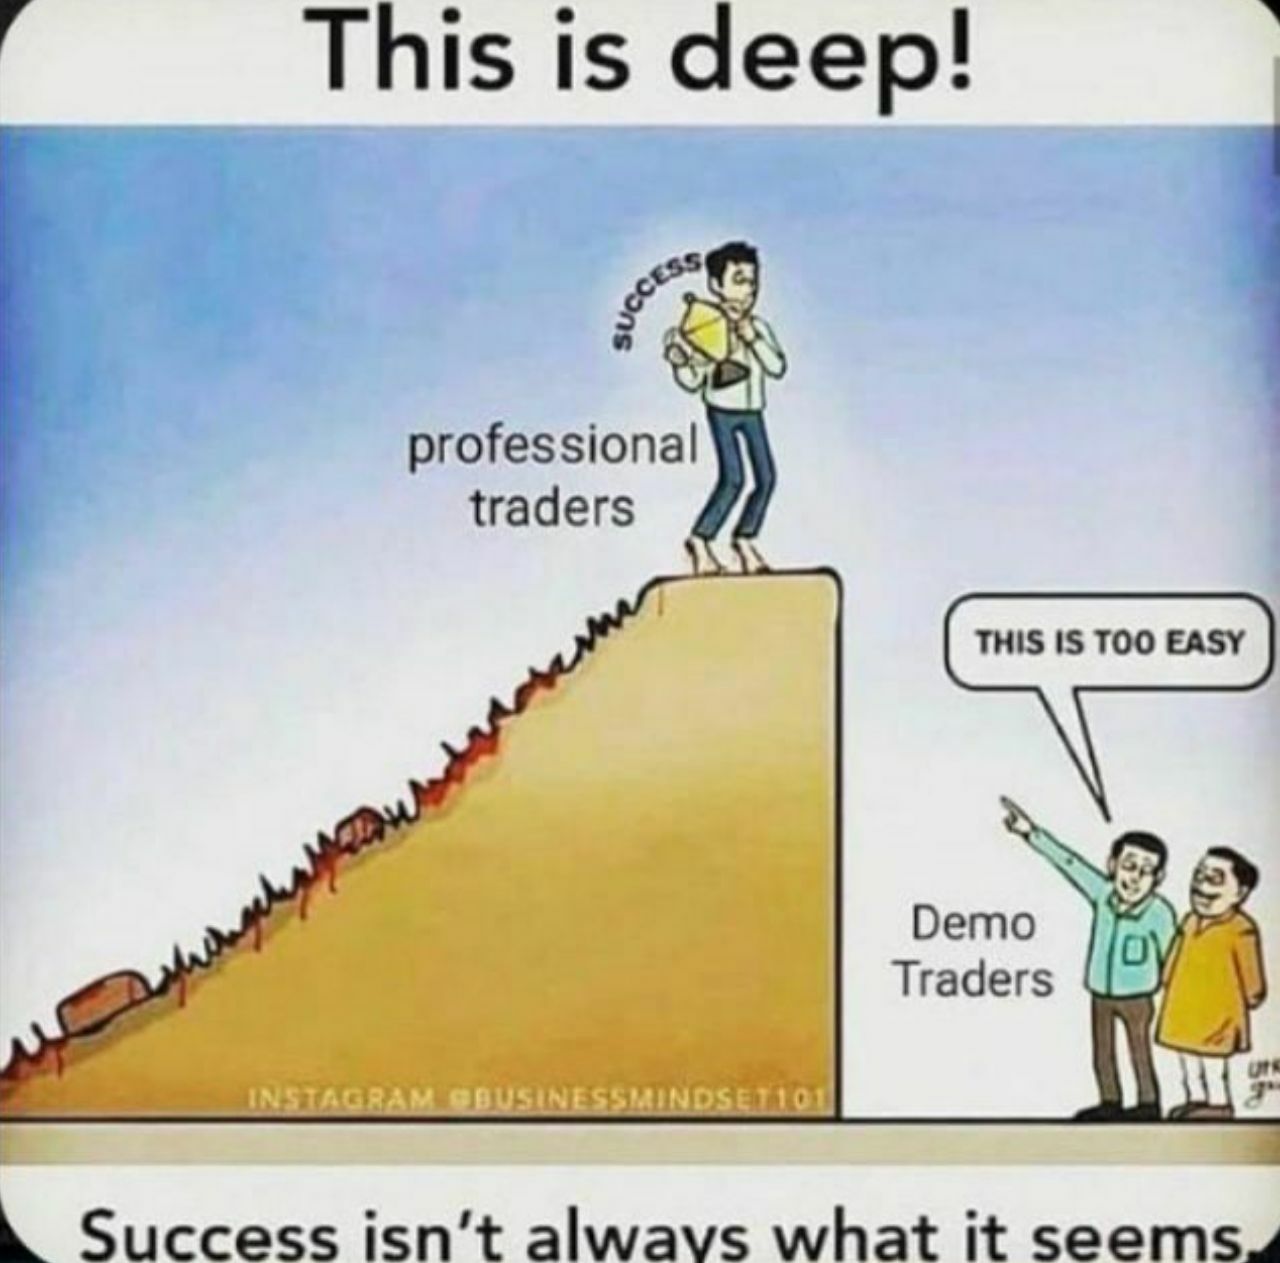 This is deep!
SUCCESS
professional
traders
THIS IS TOO EASY
Demo
Traders
INSTAGRAM @BUSINESSMINDSET101
Success isn't always what it seems.